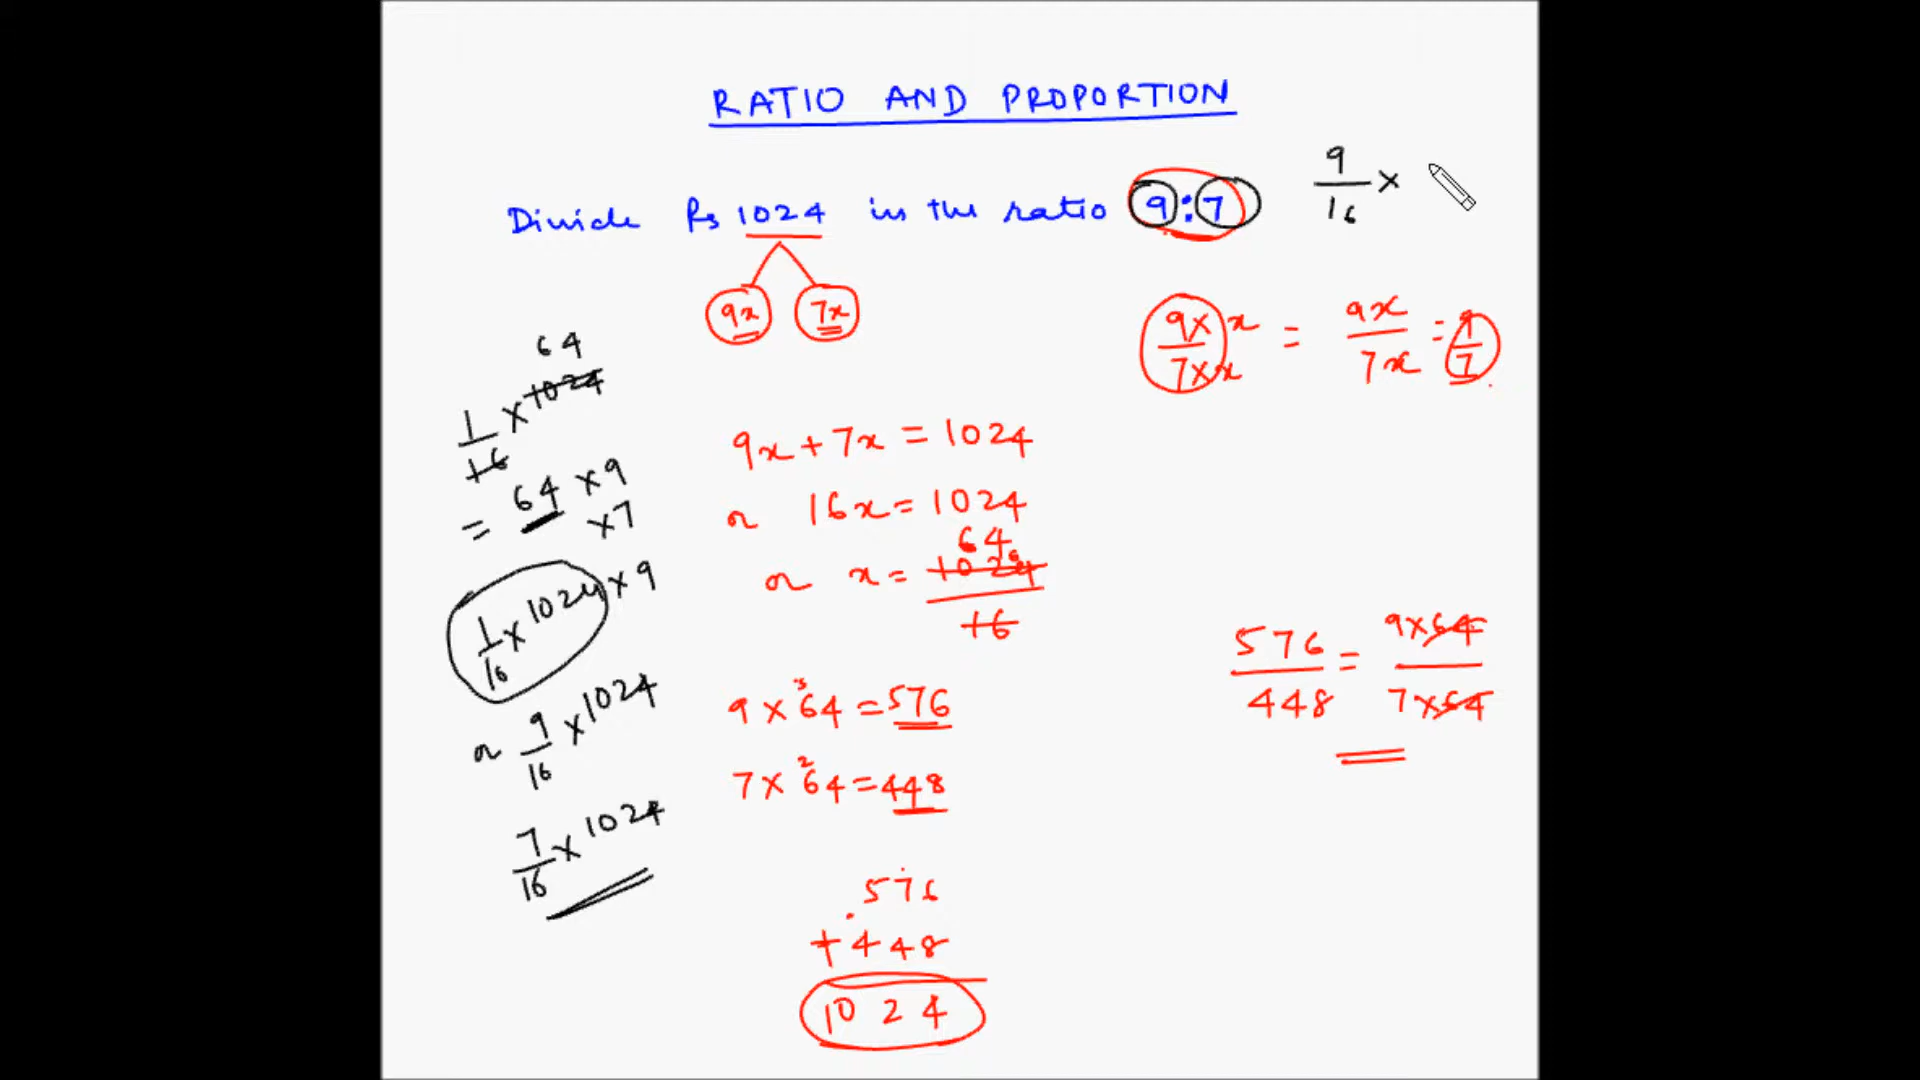 RATIO AND PROPORTION
Divide Rs 1024 in the ratio 9:7
9/16 ×
9x 7x
9×x/7×x = 9x/7x = 9/7
64
1/16 × 1024
= 64 × 9
× 7
1/16 × 1024 × 9
or 9/16 × 1024
7/16 × 1024
9x + 7x = 1024
or 16x = 1024
64
or x = 1024/16
9 × 64 = 576
7 × 64 = 448
576
+ 448
1024
576/448 = 9×64/7×64